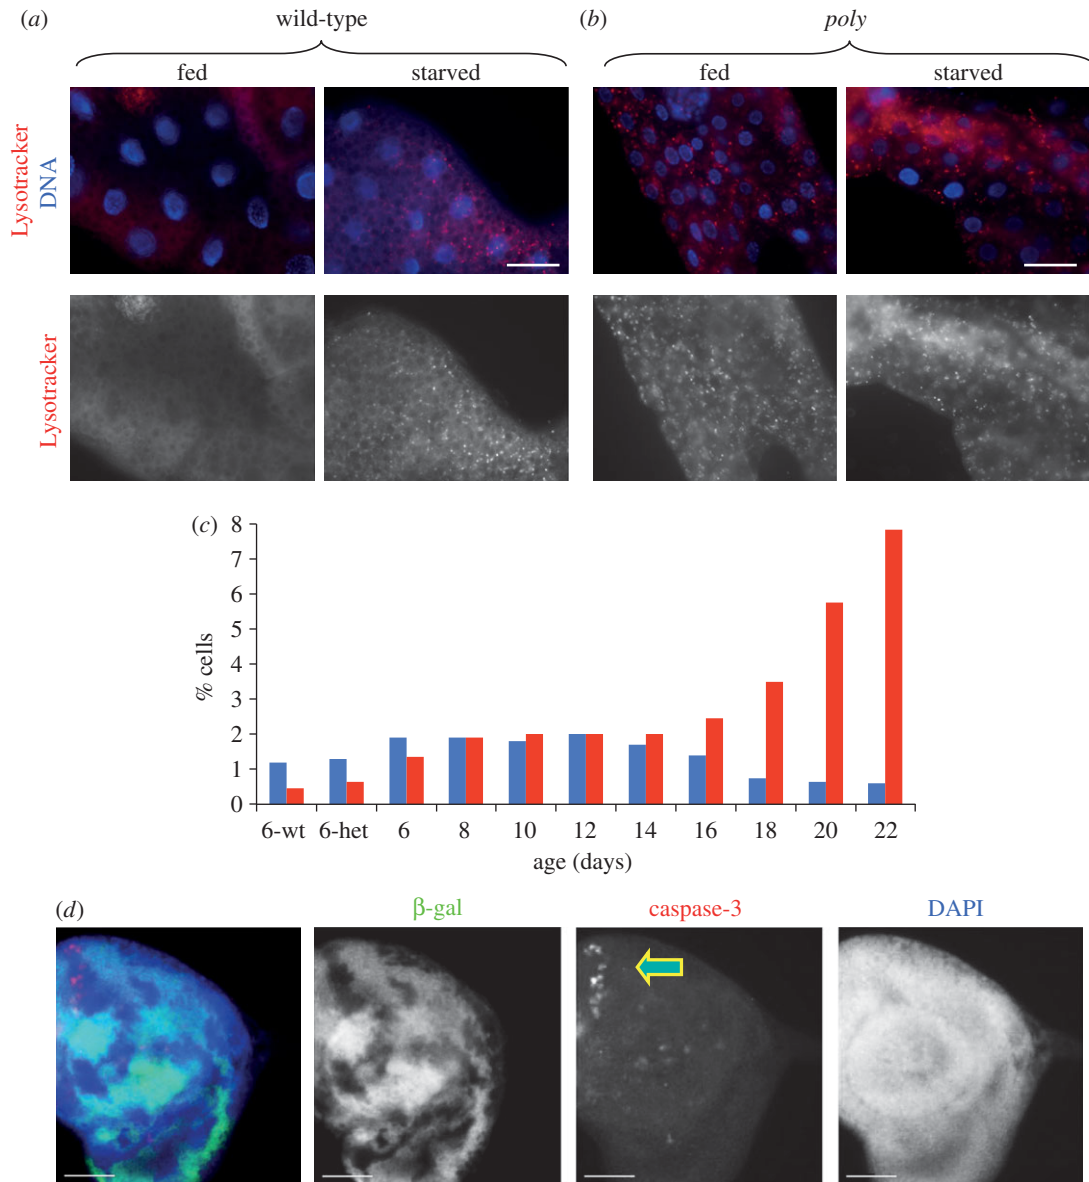 (a) wild-type
fed starved
(b) poly
fed starved
Lysotracker
DNA
Lysotracker
(c)
% cells
8
7
6
5
4
3
2
1
0
6-wt 6-het 6 8 10 12 14 16 18 20 22
age (days)
(d)
β-gal caspase-3 DAPI